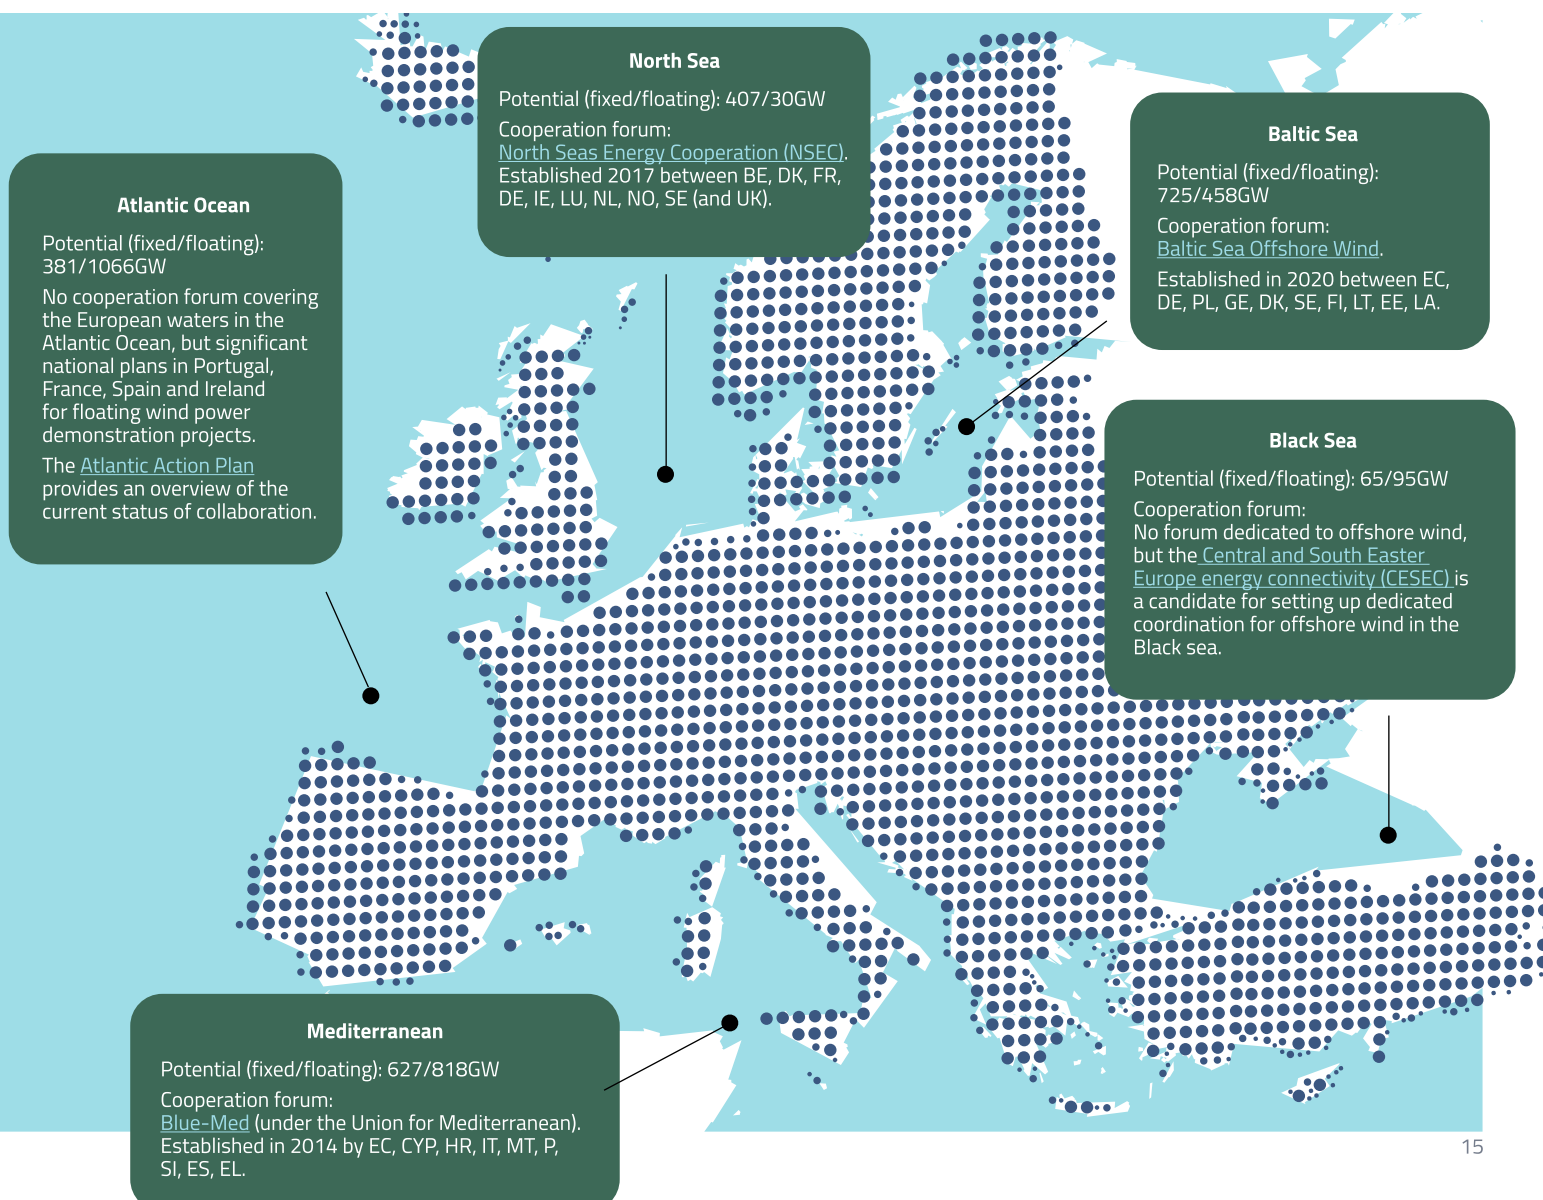 North Sea
Potential (fixed/floating): 407/30GW
Cooperation forum:
North Seas Energy Cooperation (NSEC).
Established 2017 between BE, DK, FR,
DE, IE, LU, NL, NO, SE (and UK).
Baltic Sea
Potential (fixed/floating):
725/458GW
Cooperation forum:
Baltic Sea Offshore Wind.
Established in 2020 between EC,
DE, PL, GE, DK, SE, FI, LT, EE, LA.
Atlantic Ocean
Potential (fixed/floating):
381/1066GW
No cooperation forum covering
the European waters in the
Atlantic Ocean, but significant
national plans in Portugal,
France, Spain and Ireland
for floating wind power
demonstration projects.
The Atlantic Action Plan
provides an overview of the
current status of collaboration.
Black Sea
Potential (fixed/floating): 65/95GW
Cooperation forum:
No forum dedicated to offshore wind,
but the Central and South Easter
Europe energy connectivity (CESEC) is
a candidate for setting up dedicated
coordination for offshore wind in the
Black sea.
Mediterranean
Potential (fixed/floating): 627/818GW
Cooperation forum:
Blue-Med (under the Union for Mediterranean).
Established in 2014 by EC, CYP, HR, IT, MT, P,
SI, ES, EL.
15